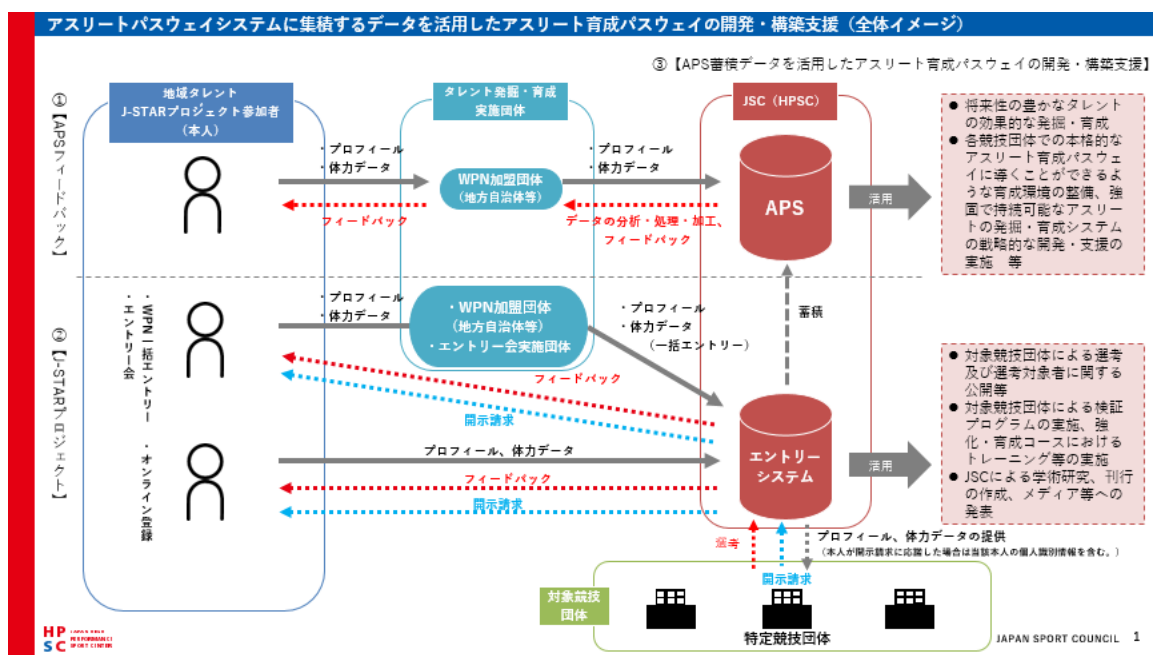 アスリートパスウェイシステムに集積するデータを活用したアスリート育成パスウェイの開発・構築支援（全体イメージ）
③【APS蓄積データを活用したアスリート育成パスウェイの開発・構築支援】
①【APSフィードバック】
地域タレント
J-STARプロジェクト参加者
（本人）
タレント発掘・育成
実施団体
JSC（HPSC）
・プロフィール
・体力データ
WPN加盟団体
(地方自治体等)
・プロフィール
・体力データ
フィードバック
データの分析・処理・加工、
フィードバック
APS
活用
● 将来性の豊かなタレント
の効果的な発掘・育成
● 各競技団体での本格的な
アスリート育成パスウェ
イに導くことができるよ
うな育成環境の整備、強
固で持続可能なアスリー
トの発掘・育成システム
の戦略的な開発・支援の
実施　等
②【J-STARプロジェクト】
・WPN一括エントリー
・エントリー会
・プロフィール
・体力データ
・WPN加盟団体
(地方自治体等)
・エントリー会実施団体
・プロフィール
・体力データ
（一括エントリー）
蓄積
フィードバック
開示請求
・オンライン登録
プロフィール、体力データ
フィードバック
開示請求
エントリー
システム
活用
● 対象競技団体による選考
及び選考対象者に関する
公開等
● 対象競技団体による検証
プログラムの実施、強
化・育成コースにおける
トレーニング等の実施
● JSCによる学術研究、刊行
の作成、メディア等への
発表
選考
開示請求
プロフィール、体力データの提供
（本人が開示請求に応諾した場合は当該本人の個人識別情報を含む。）
対象競技
団体
特定競技団体
HP
SC
JAPAN HIGH
PERFORMANCE
SPORT CENTER
JAPAN SPORT COUNCIL
1